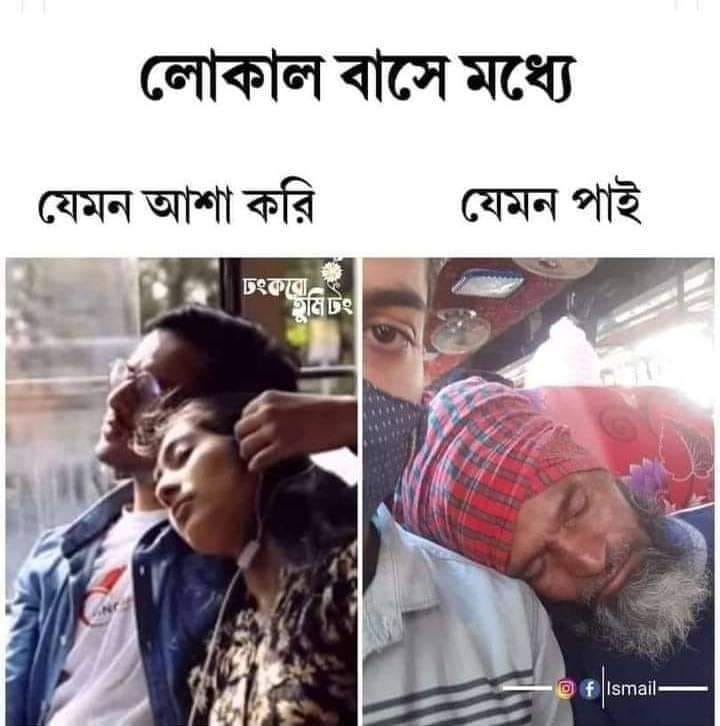 লোকাল বাসে মধ্যে
যেমন আশা করি
যেমন পাই
ঢংকরো
তুমি ঢং
Ismail